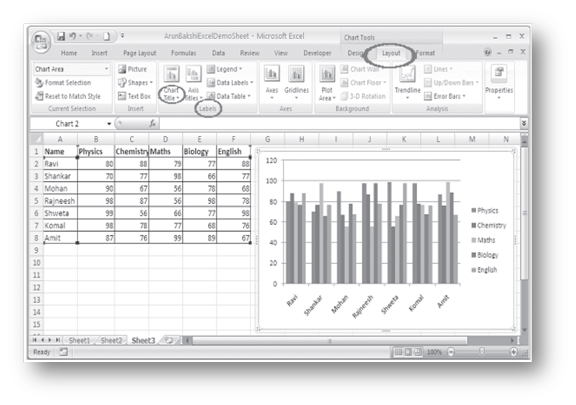 ArunBakshiExcelDemoSheet - Microsoft Excel
Chart Tools
Home Insert Page Layout Formulas Data Review View Developer Design Layout Format
Chart Area
Format Selection
Reset to Match Style
Current Selection
Picture
Shapes
Text Box
Insert
Chart Title
Axis Titles
Legend
Data Labels
Data Table
Labels
Axes
Gridlines
Axes
Plot Area
Chart Wall
Chart Floor
3-D Rotation
Background
Trendline
Lines
Up/Down Bars
Error Bars
Analysis
Properties
Chart 2
fx
A B C D E F G H I J K L M N
1 Name Physics Chemistry Maths Biology English
2 Ravi 80 88 79 77 88
3 Shankar 70 77 98 66 77
4 Mohan 90 67 56 78 68
5 Rajneesh 98 87 56 98 78
6 Shweta 99 56 66 77 98
7 Komal 98 78 77 68 76
8 Amit 87 76 99 89 67
9
10
11
12
13
14
15
120
100
80
60
40
20
0
Ravi Shankar Mohan Rajneesh Shweta Komal Amit
Physics
Chemistry
Maths
Biology
English
Sheet1 Sheet2 Sheet3
Ready
100%